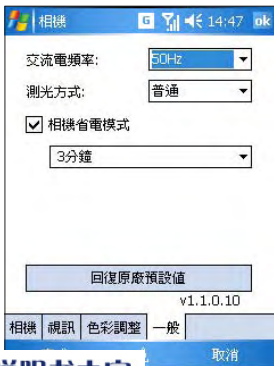 相機 G 14:47 ok
交流電頻率: 50Hz
測光方式: 普通
相機省電模式
3分鐘
回復原廠預設值
v1.1.0.10
相機 視訊 色彩調整 一般
取消